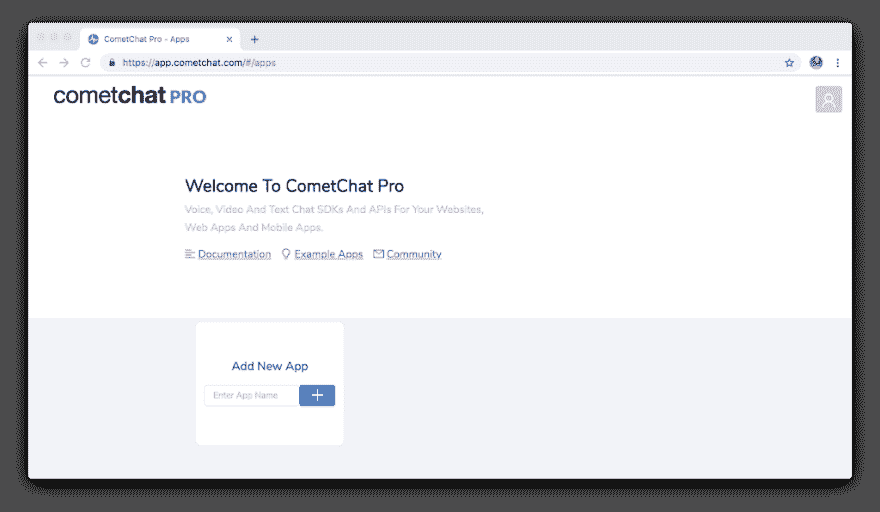 CometChat Pro - Apps
https://app.cometchat.com/#/apps
cometchat PRO
Welcome To CometChat Pro
Voice, Video And Text Chat SDKs And APIs For Your Websites,
Web Apps And Mobile Apps.
Documentation Example Apps Community
Add New App
Enter App Name